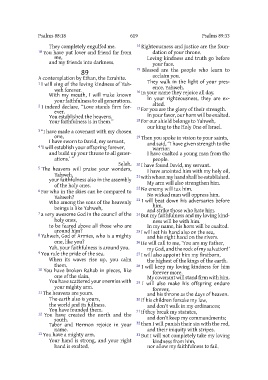 Psalms 88:18
609
Psalms 89:33
They completely engulfed me.
18 You have put lover and friend far from
me,
and my friends into darkness.
89
A contemplation by Ethan, the Ezrahite.
1 I will sing of the loving kindness of Yah-
weh forever.
With my mouth, I will make known
your faithfulness to all generations.
2 I indeed declare, "Love stands firm for-
ever.
You established the heavens.
Your faithfulness is in them."
3 "I have made a covenant with my chosen
one,
I have sworn to David, my servant,
4 'I will establish your offspring forever,
and build up your throne to all gener-
ations.'"
Selah.
5 The heavens will praise your wonders,
Yahweh,
your faithfulness also in the assembly
of the holy ones.
6 For who in the skies can be compared to
Yahweh?
Who among the sons of the heavenly
beings is like Yahweh,
7 a very awesome God in the council of the
holy ones,
to be feared above all those who are
around him?
8 Yahweh, God of Armies, who is a mighty
one, like you?
Yah, your faithfulness is around you.
9 You rule the pride of the sea.
When its waves rise up, you calm
them.
10 You have broken Rahab in pieces, like
one of the slain.
You have scattered your enemies with
your mighty arm.
11 The heavens are yours.
The earth also is yours,
the world and its fullness.
You have founded them.
12 You have created the north and the
south.
Tabor and Hermon rejoice in your
name.
13 You have a mighty arm.
Your hand is strong, and your right
hand is exalted.
14 Righteousness and justice are the foun-
dation of your throne.
Loving kindness and truth go before
your face.
15 Blessed are the people who learn to
acclaim you.
They walk in the light of your pres-
ence, Yahweh.
16 In your name they rejoice all day.
In your righteousness, they are ex-
alted.
17 For you are the glory of their strength.
In your favor, our horn will be exalted.
18 For our shield belongs to Yahweh,
our king to the Holy One of Israel.
19 Then you spoke in vision to your saints,
and said, "I have given strength to the
warrior.
I have exalted a young man from the
people.
20 I have found David, my servant.
I have anointed him with my holy oil,
21 with whom my hand shall be established.
My arm will also strengthen him.
22 No enemy will tax him.
No wicked man will oppress him.
23 I will beat down his adversaries before
him,
and strike those who hate him.
24 But my faithfulness and my loving kind-
ness will be with him.
In my name, his horn will be exalted.
25 I will set his hand also on the sea,
and his right hand on the rivers.
26 He will call to me, 'You are my Father,
my God, and the rock of my salvation!'
27 I will also appoint him my firstborn,
the highest of the kings of the earth.
28 I will keep my loving kindness for him
forever more.
My covenant will stand firm with him.
29 I will also make his offspring endure
forever,
and his throne as the days of heaven.
30 If his children forsake my law,
and don't walk in my ordinances;
31 if they break my statutes,
and don't keep my commandments;
32 then I will punish their sin with the rod,
and their iniquity with stripes.
33 But I will not completely take my loving
kindness from him,
nor allow my faithfulness to fail.